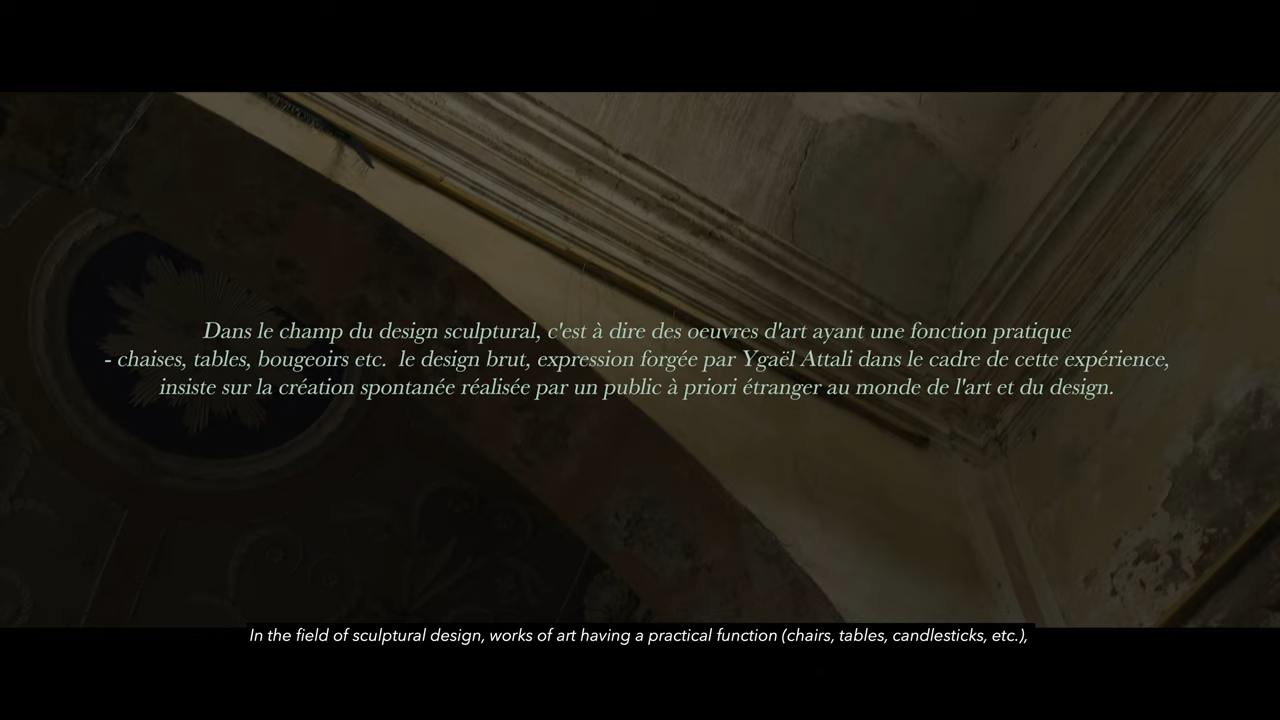 Dans le champ du design sculptural, c'est à dire des oeuvres d'art ayant une fonction pratique
- chaises, tables, bougeoirs etc.  le design brut, expression forgée par Ygaël Attali dans le cadre de cette expérience,
insiste sur la création spontanée réalisée par un public à priori étranger au monde de l'art et du design.
In the field of sculptural design, works of art having a practical function (chairs, tables, candlesticks, etc.),